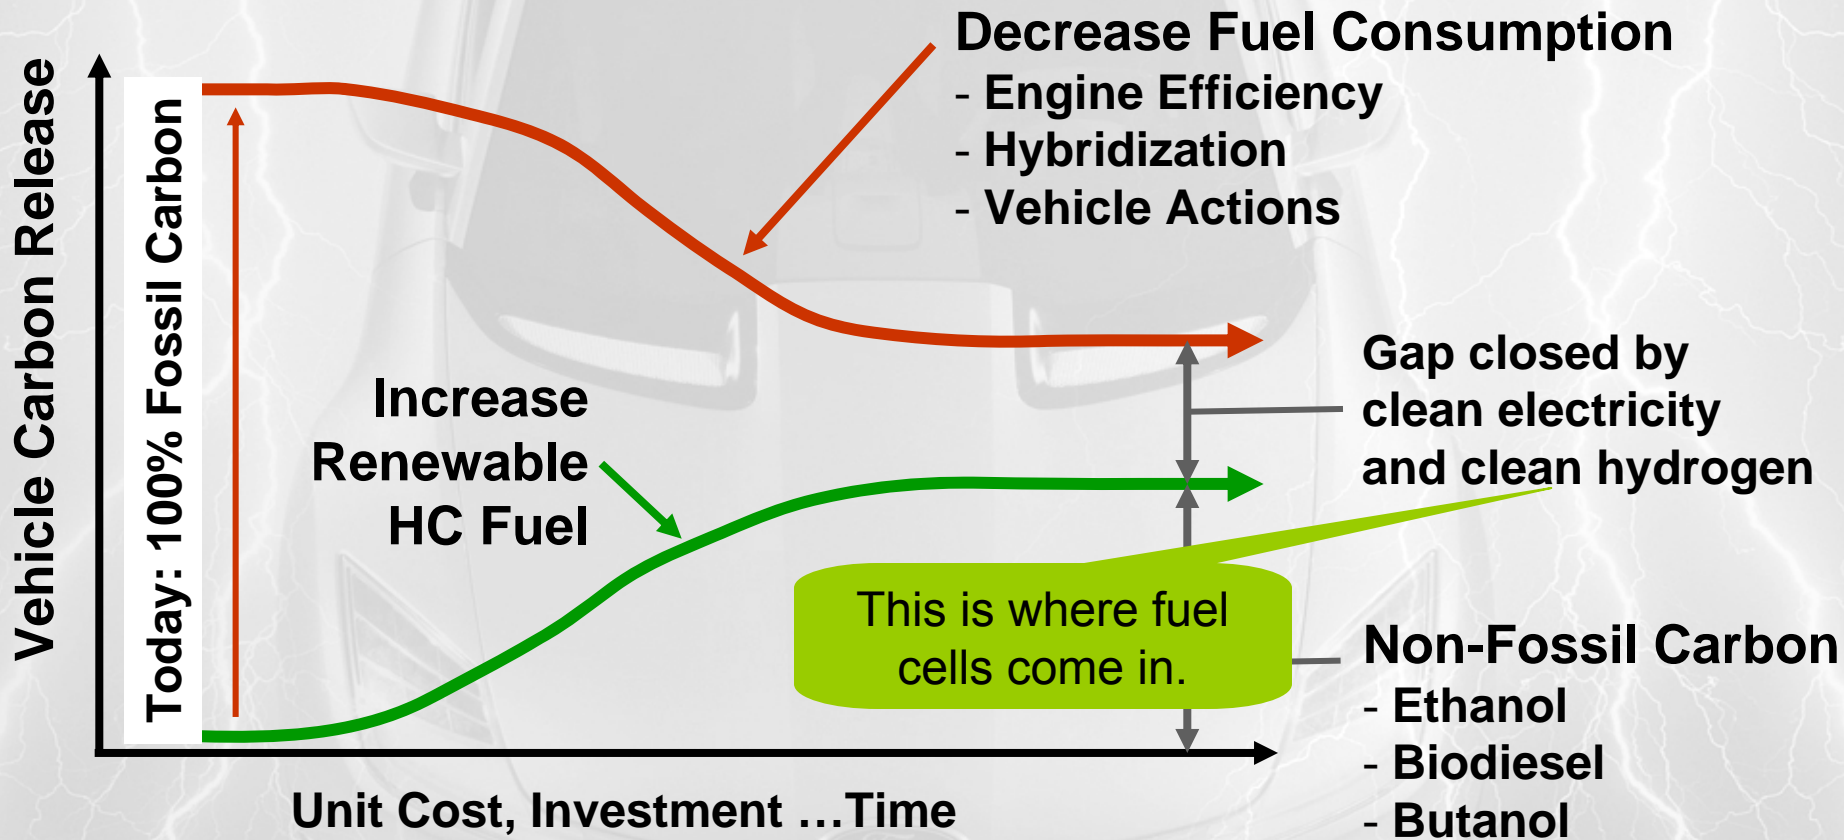 Vehicle Carbon Release
Today: 100% Fossil Carbon
Decrease Fuel Consumption
- Engine Efficiency
- Hybridization
- Vehicle Actions
Increase
Renewable
HC Fuel
Gap closed by
clean electricity
and clean hydrogen
This is where fuel
cells come in.
Non-Fossil Carbon
- Ethanol
- Biodiesel
- Butanol
Unit Cost, Investment …Time